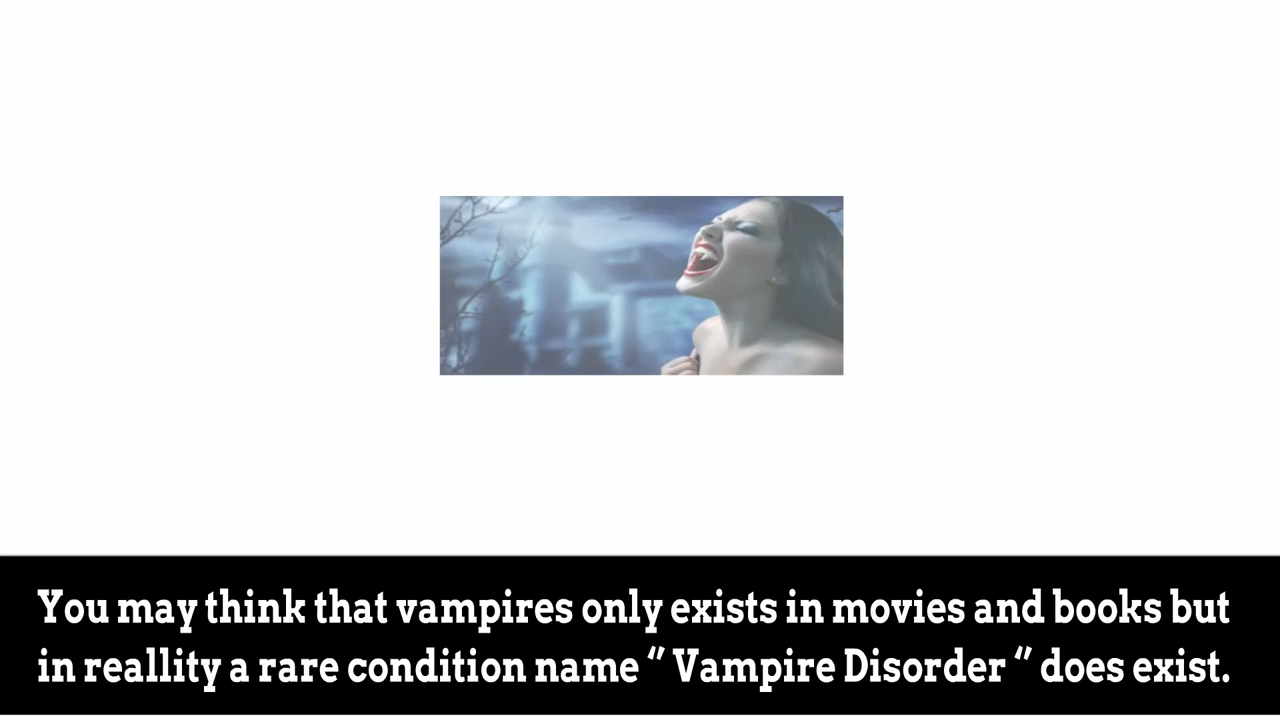 You may think that vampires only exists in movies and books but
in reallity a rare condition name " Vampire Disorder " does exist.